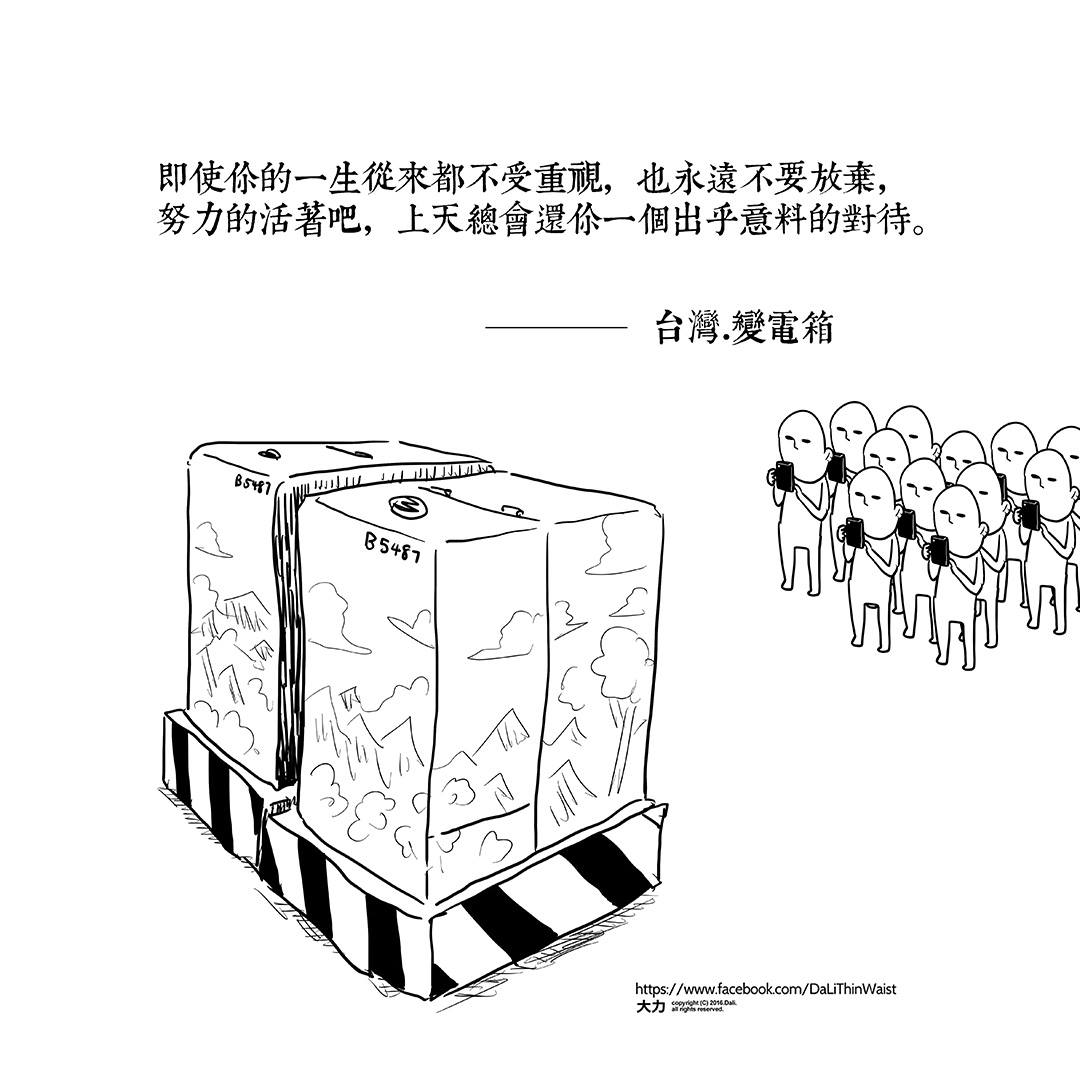 即使你的一生從來都不受重視，也永遠不要放棄，
努力的活著吧，上天總會還你一個出乎意料的對待。
———— 台灣.變電箱
B5487
B5487
https://www.facebook.com/DaLiThinWaist
大力 copyright (C) 2016.Dali.
all rights reserved.